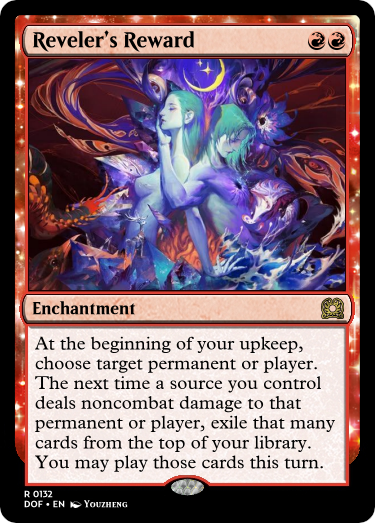 Reveler's Reward
Enchantment
At the beginning of your upkeep,
choose target permanent or player.
The next time a source you control
deals noncombat damage to that
permanent or player, exile that many
cards from the top of your library.
You may play those cards this turn.
R 0132
DOF • EN Youzheng